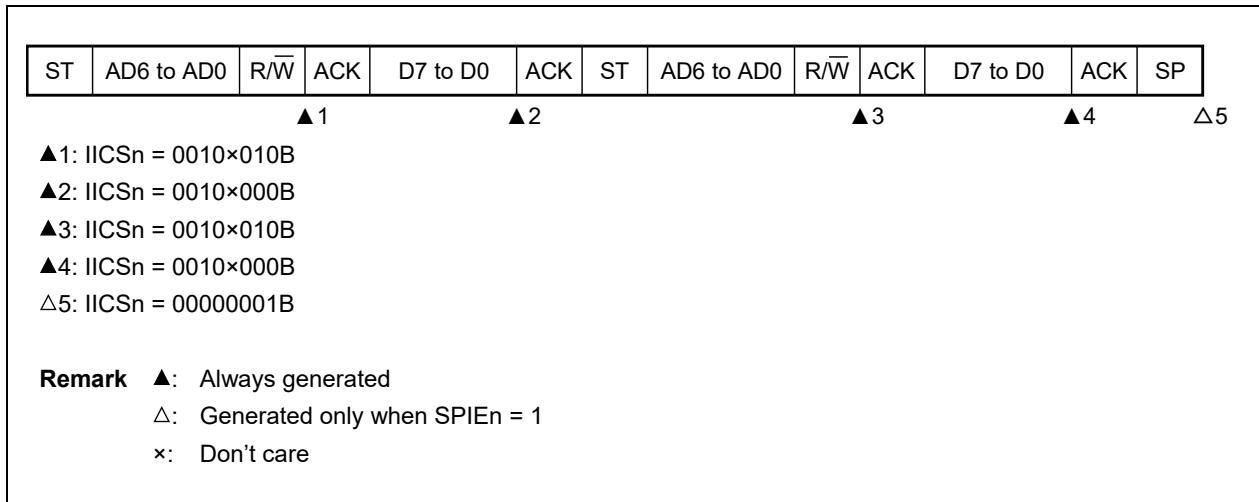 ST AD6 to AD0 R/W̅ ACK D7 to D0 ACK ST AD6 to AD0 R/W̅ ACK D7 to D0 ACK SP
▲1 ▲2 ▲3 ▲4 △5
▲1: IICSn = 0010×010B
▲2: IICSn = 0010×000B
▲3: IICSn = 0010×010B
▲4: IICSn = 0010×000B
△5: IICSn = 00000001B
Remark ▲: Always generated
△: Generated only when SPIEn = 1
×: Don’t care